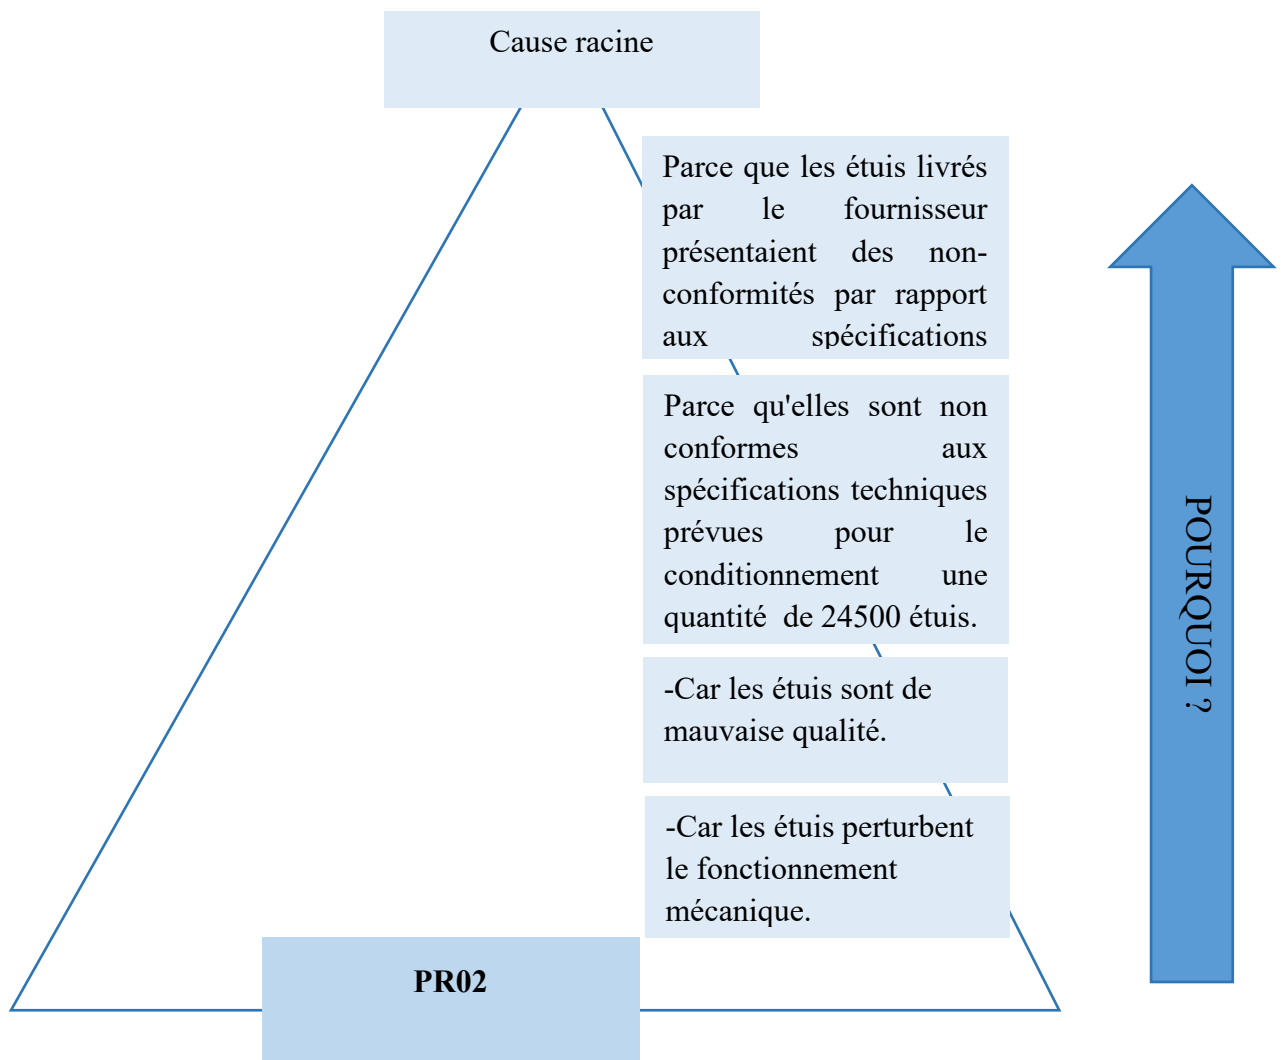 Cause racine
Parce que les étuis livrés
par le fournisseur
présentaient des non-
conformités par rapport
aux spécifications
Parce qu'elles sont non
conformes aux
spécifications techniques
prévues pour le
conditionnement une
quantité de 24500 étuis.
-Car les étuis sont de
mauvaise qualité.
-Car les étuis perturbent
le fonctionnement
mécanique.
PR02
POURQUOI ?